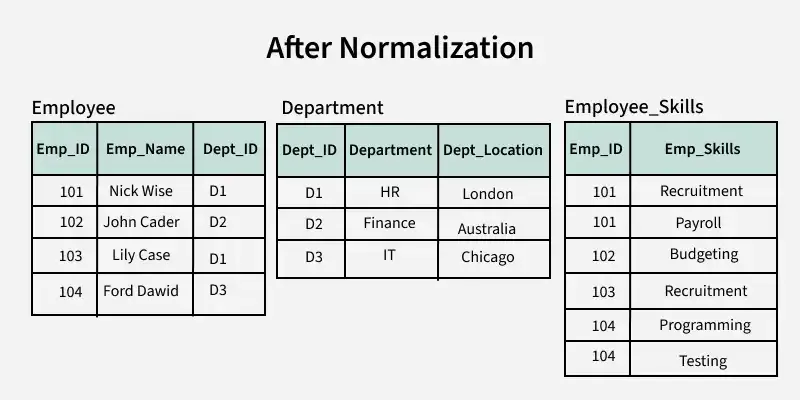 After Normalization
Employee
Emp_ID Emp_Name Dept_ID
101 Nick Wise D1
102 John Cader D2
103 Lily Case D1
104 Ford Dawid D3
Department
Dept_ID Department Dept_Location
D1 HR London
D2 Finance Australia
D3 IT Chicago
Employee_Skills
Emp_ID Emp_Skills
101 Recruitment
101 Payroll
102 Budgeting
103 Recruitment
104 Programming
104 Testing